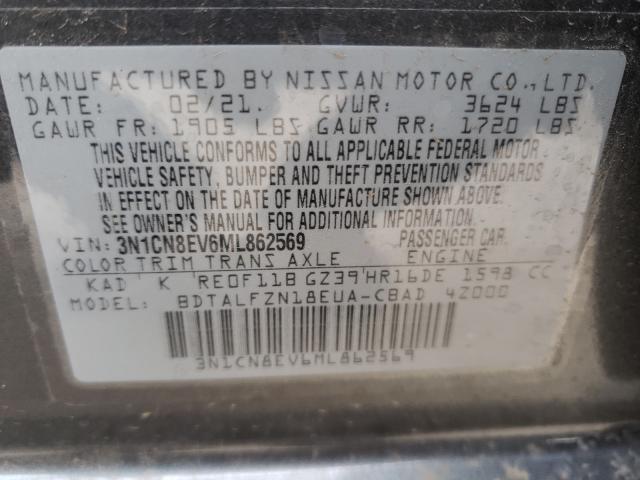 MANUFACTURED BY NISSAN MOTOR CO., LTD.
DATE: 02/21. GVWR: 3624 LBS
GAWR FR: 1905 LBS GAWR RR: 1720 LBS
THIS VEHICLE CONFORMS TO ALL APPLICABLE FEDERAL MOTOR
VEHICLE SAFETY, BUMPER AND THEFT PREVENTION STANDARDS
IN EFFECT ON THE DATE OF MANUFACTURE SHOWN ABOVE.
SEE OWNER'S MANUAL FOR ADDITIONAL INFORMATION.
VIN: 3N1CN8EV6ML862569 PASSENGER CAR.
COLOR TRIM TRANS AXLE ENGINE
KAD K RE0F11B GZ39 HR16DE 1598 CC
MODEL: BDTALFZN18EUA-CBAD 4Z000
3N1CN8EV6ML862569